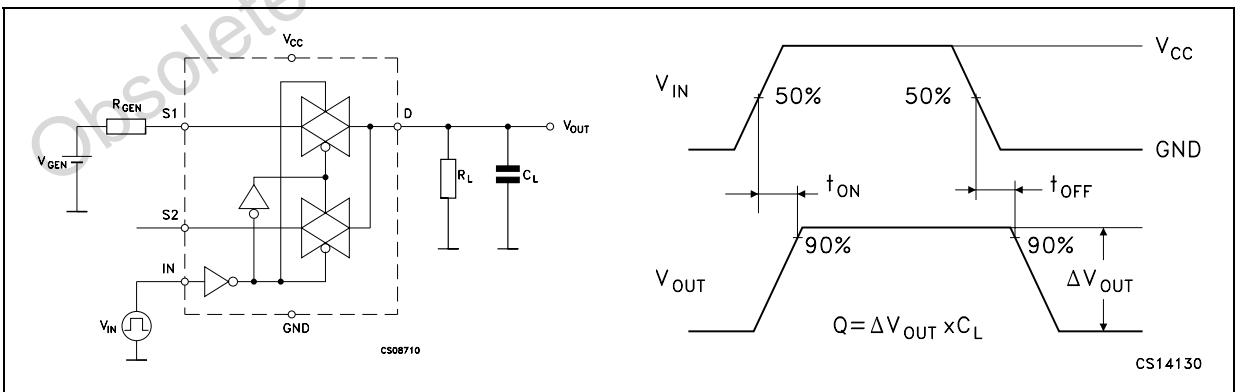 Obsolete
VCC
RGEN
S1
D
VOUT
VGEN
RL
CL
S2
IN
VIN
GND
CS08710
VIN
50%
50%
VCC
GND
tON
tOFF
90%
90%
VOUT
ΔVOUT
Q=ΔVOUT xCL
CS14130